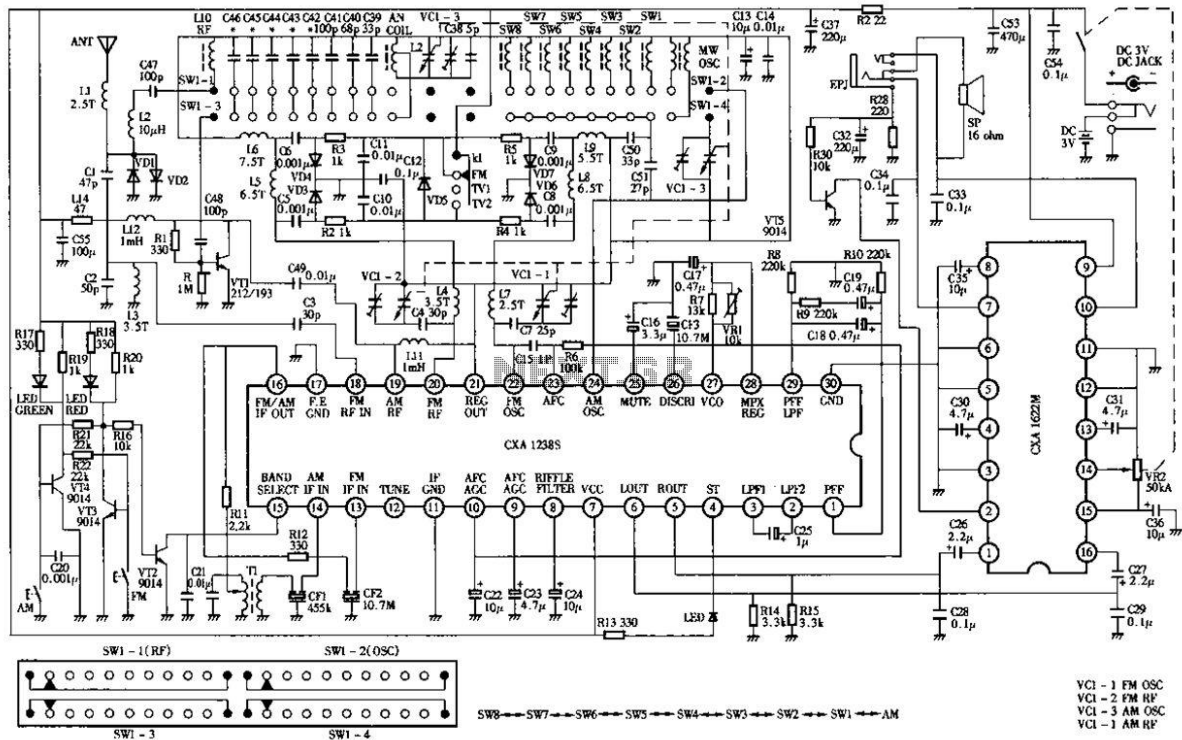 L10 C46 C45 C44 C43 C42 C41 C40 C39 AN VC1-3
RF * * * * * 100p 68p 33p COIL L2 C38 5p
SW7 SW5 SW3 SW1
SW8 SW6 SW4 SW2
C13 C14
10μ 0.01μ
C37
220μ
R2 22
C53
470μ
DC 3V
DC JACK
C54
0.1μ
ANT
C47
100p
SW1-1
SW1-3
MW
OSC
SW1-2
SW1-4
EPJ
R28
220
SP
16 ohm
DC
3V
L1
2.5T
L2
10μH
L6
7.5T
C6
0.001μ
R3
1k
C11
0.01μ
C12
0.1μ
k1
FM
TV1
TV2
R5
1k
C9
0.001μ
L9
5.5T
C50
33p
C51
27p
VC1-3
C32
220μ
R30
10k
C34
0.1μ
C33
0.1μ
C1
47p
VD1
VD2
L5
6.5T
VD4
VD3
C5
0.001μ
C10
0.01μ
R2 1k
VD5
R4 1k
VD7
VD6
C8
0.001μ
L8
6.5T
VT5
9014
L14
47
C48
100p
L12
1mH
C55
100μ
R1
330
R
1M
VT1
212/193
C2
50p
L3
3.5T
C49
0.01μ
C3
30p
VC1-2
L4
3.5T
C4 30p
L11
1mH
VC1-1
L7
2.5T
C7 25p
C15 1P
R6
100k
C17
0.47μ
R7
13k
VR1
10k
C16
3.3μ
CF3
10.7M
R8
220k
R10 220k
C19
0.47μ
R9 220k
C18 0.47μ
C35
10μ
R17
330
R18
330
R19
1k
R20
1k
LED
GREEN
LED
RED
16 17 18 19 20 21 22 23 24 25 26 27 28 29 30
FM/AM IF OUT
F.E GND
FM RF IN
AM RF
FM RF
REG OUT
FM OSC
AFC
AM OSC
MUTE
DISCRI
VCO
MPX REG
PFF LPF
GND
CXA 1238S
BAND SELECT
AM IF IN
FM IF IN
TUNE
IF GND
AFC AGC
AFC AGC
RIFFLE FILTER
VCC
LOUT
ROUT
ST
LPF1
LPF2
PFF
15 14 13 12 11 10 9 8 7 6 5 4 3 2 1
8 9
7 10
6 11
5 12
4 13
3 14
2 15
1 16
CXA 1622M
C30
4.7μ
C31
4.7μ
VR2
50kA
C36
10μ
C26
2.2μ
C27
2.2μ
C28
0.1μ
C29
0.1μ
R21
22k
R16
10k
R22
22k
VT4
9014
VT3
9014
C20
0.001μ
AM
VT2
9014
FM
C21
0.01μ
R11
2.2k
T1
R12
330
CF1
455k
CF2
10.7M
C22
10μ
C23
4.7μ
C24
10μ
C25
1μ
R13 330
LED
R14
3.3k
R15
3.3k
SW1-1(RF) SW1-2(OSC)
SW1-3 SW1-4
SW8 SW7 SW6 SW5 SW4 SW3 SW2 SW1 AM
VC1-1 FM OSC
VC1-2 FM RF
VC1-3 AM OSC
VC1-1 AM RF